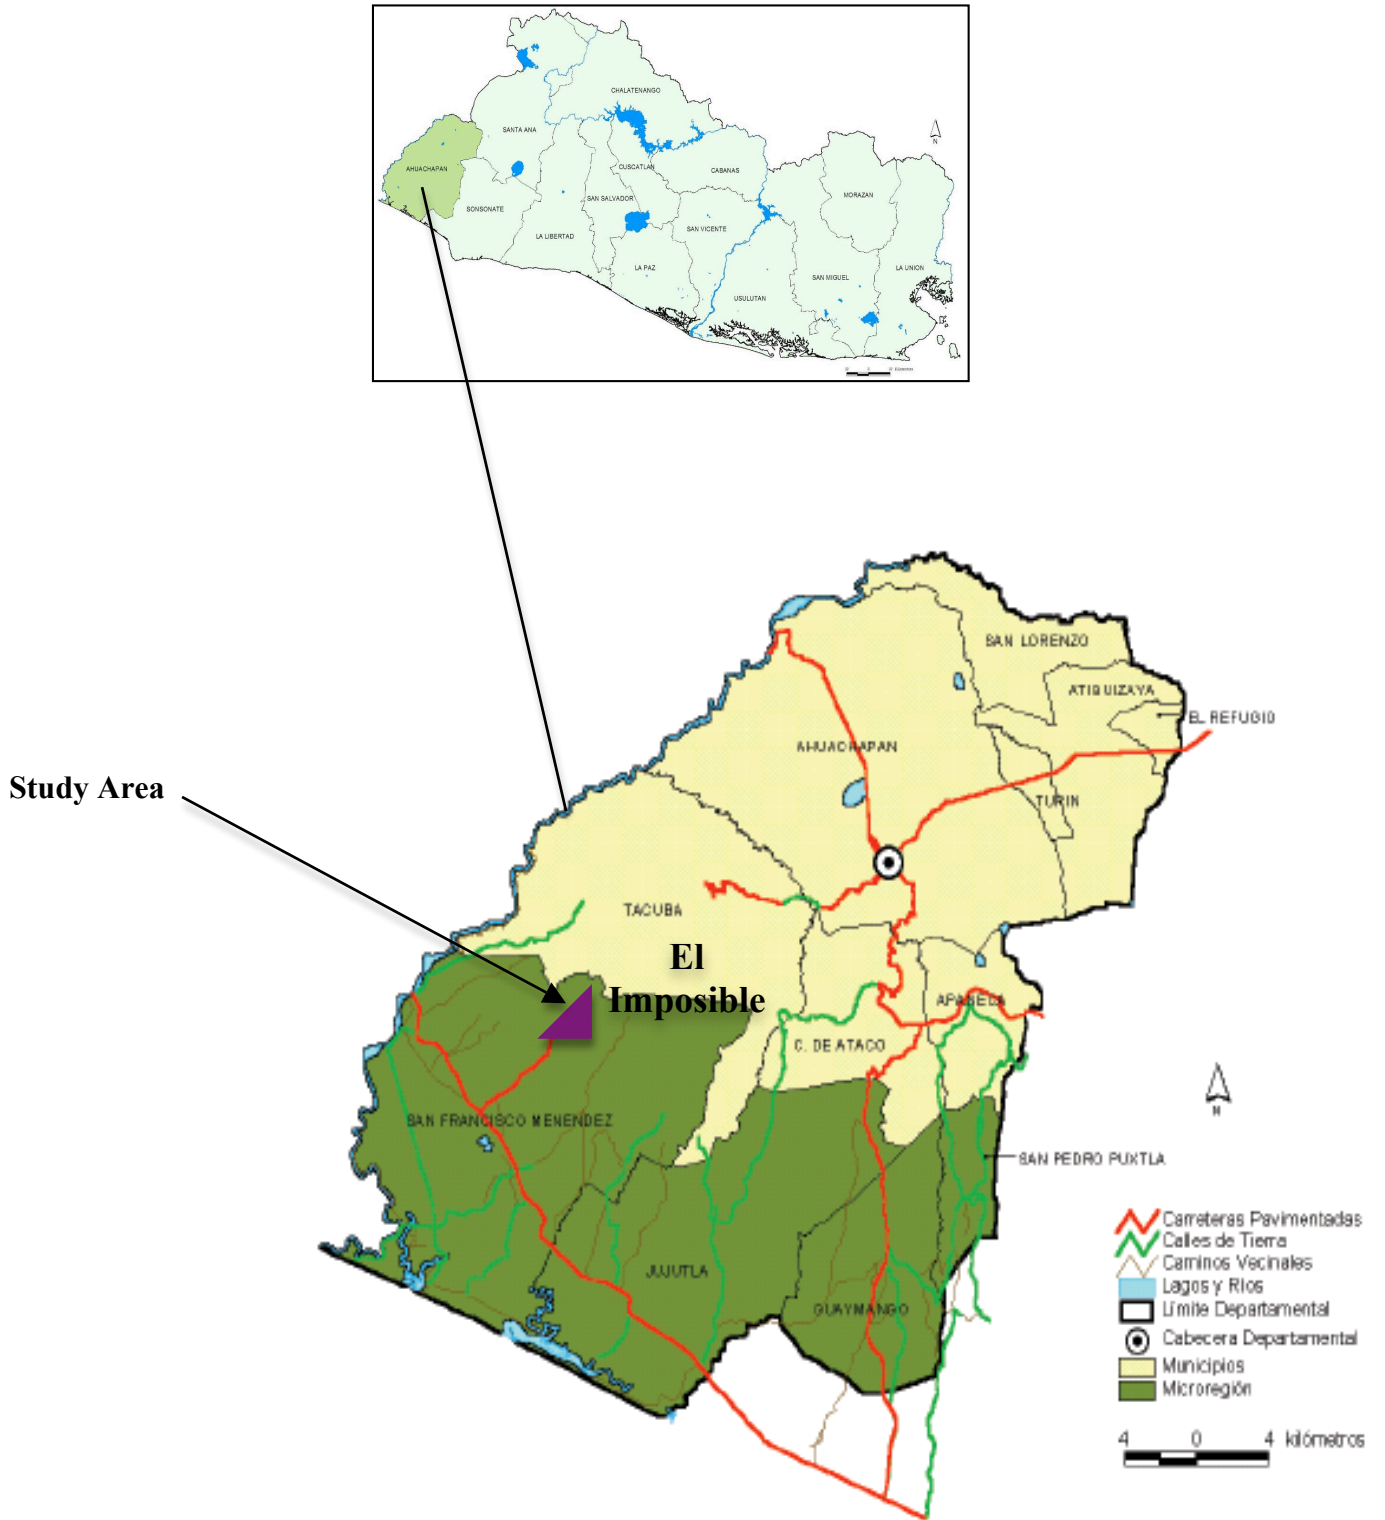 CHALATENANGO
SANTA ANA
AHUACHAPAN
CUSCATLAN
CABANAS
MORAZAN
SAN SALVADOR
SONSONATE
SAN VICENTE
LA LIBERTAD
LA PAZ
SAN MIGUEL
LA UNION
USULUTAN
N
SAN LORENZO
ATIQUIZAYA
EL REFUGIO
AHUACHAPAN
TURIN
Study Area
TACUBA
El
Imposible
APANECA
C. DE ATACO
N
SAN FRANCISCO MENENDEZ
SAN PEDRO PUXTLA
JUJUTLA
GUAYMANGO
Carreteras Pavimentadas
Calles de Tierra
Caminos Vecinales
Lagos y Ríos
Límite Departamental
Cabecera Departamental
Municipios
Microregión
4 0 4 kilómetros